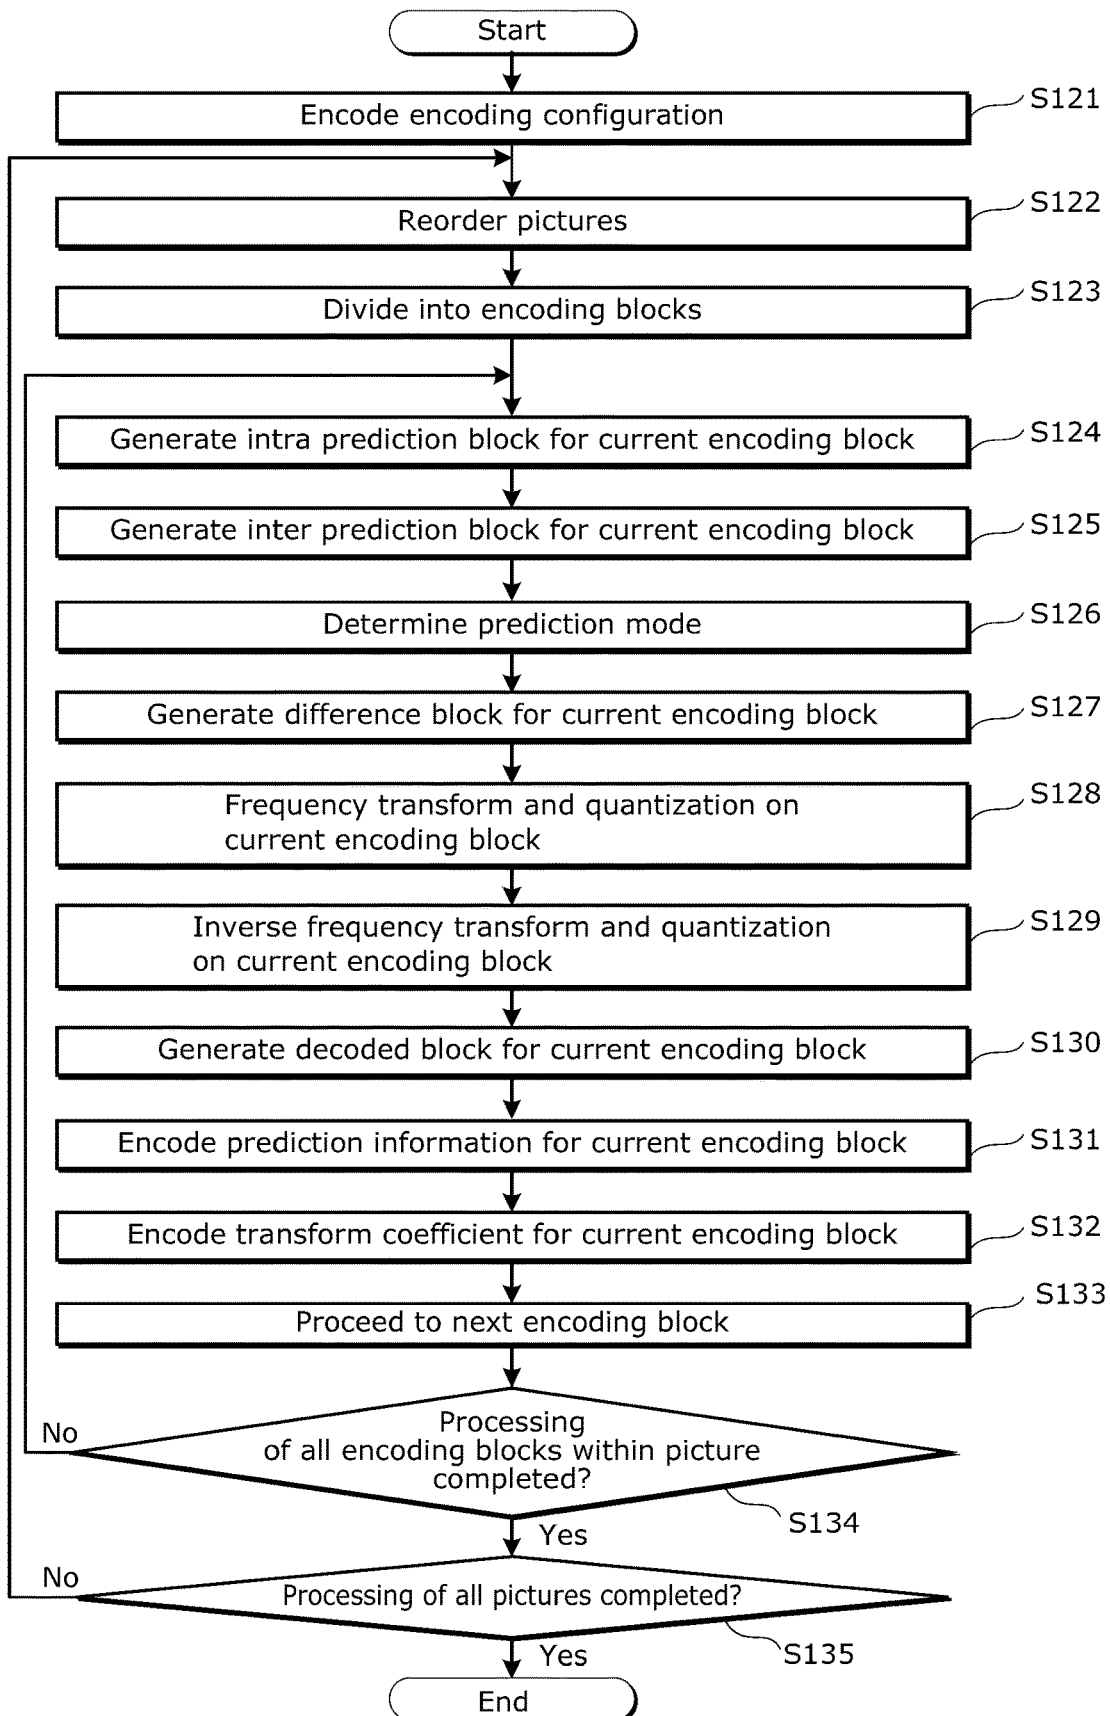 Start
Encode encoding configuration
S121
Reorder pictures
S122
Divide into encoding blocks
S123
Generate intra prediction block for current encoding block
S124
Generate inter prediction block for current encoding block
S125
Determine prediction mode
S126
Generate difference block for current encoding block
S127
Frequency transform and quantization on
current encoding block
S128
Inverse frequency transform and quantization
on current encoding block
S129
Generate decoded block for current encoding block
S130
Encode prediction information for current encoding block
S131
Encode transform coefficient for current encoding block
S132
Proceed to next encoding block
S133
No
Processing
of all encoding blocks within picture
completed?
S134
Yes
No
Processing of all pictures completed?
S135
Yes
End